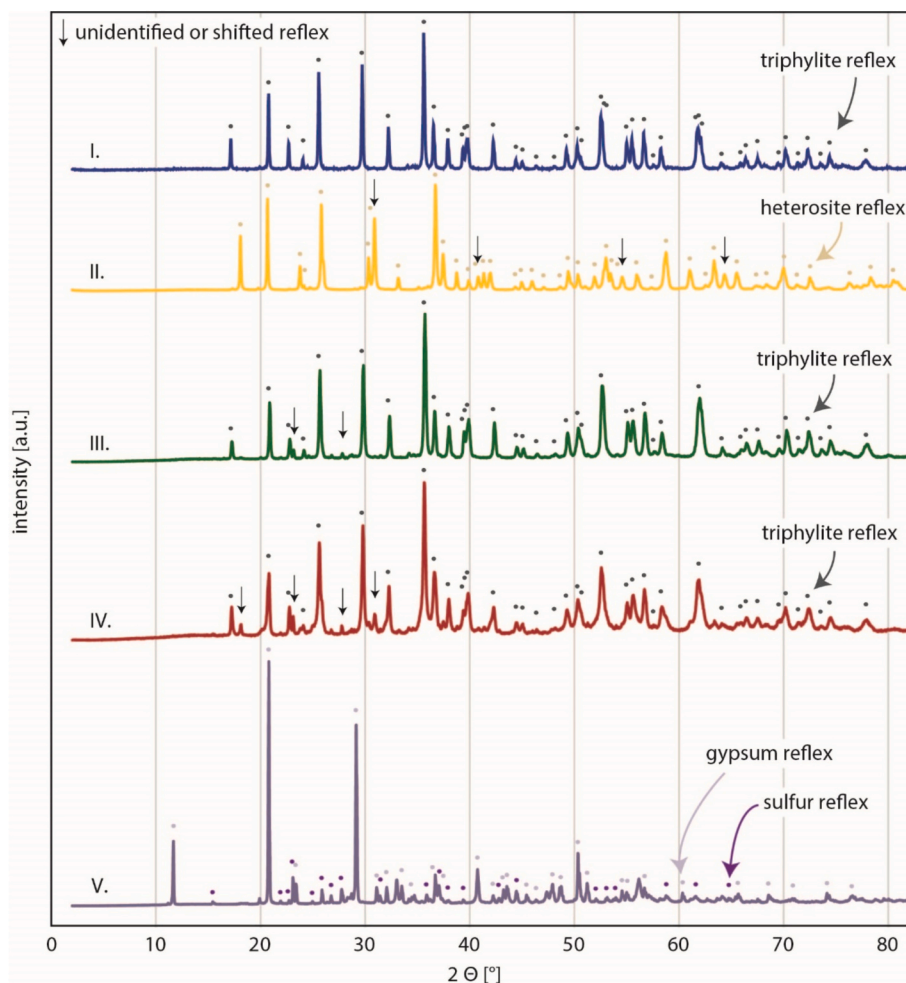 unidentified or shifted reflex
triphylite reflex
I.
heterosite reflex
II.
triphylite reflex
III.
intensity [a.u.]
triphylite reflex
IV.
gypsum reflex
sulfur reflex
V.
0 10 20 30 40 50 60 70 80
2 Θ [°]